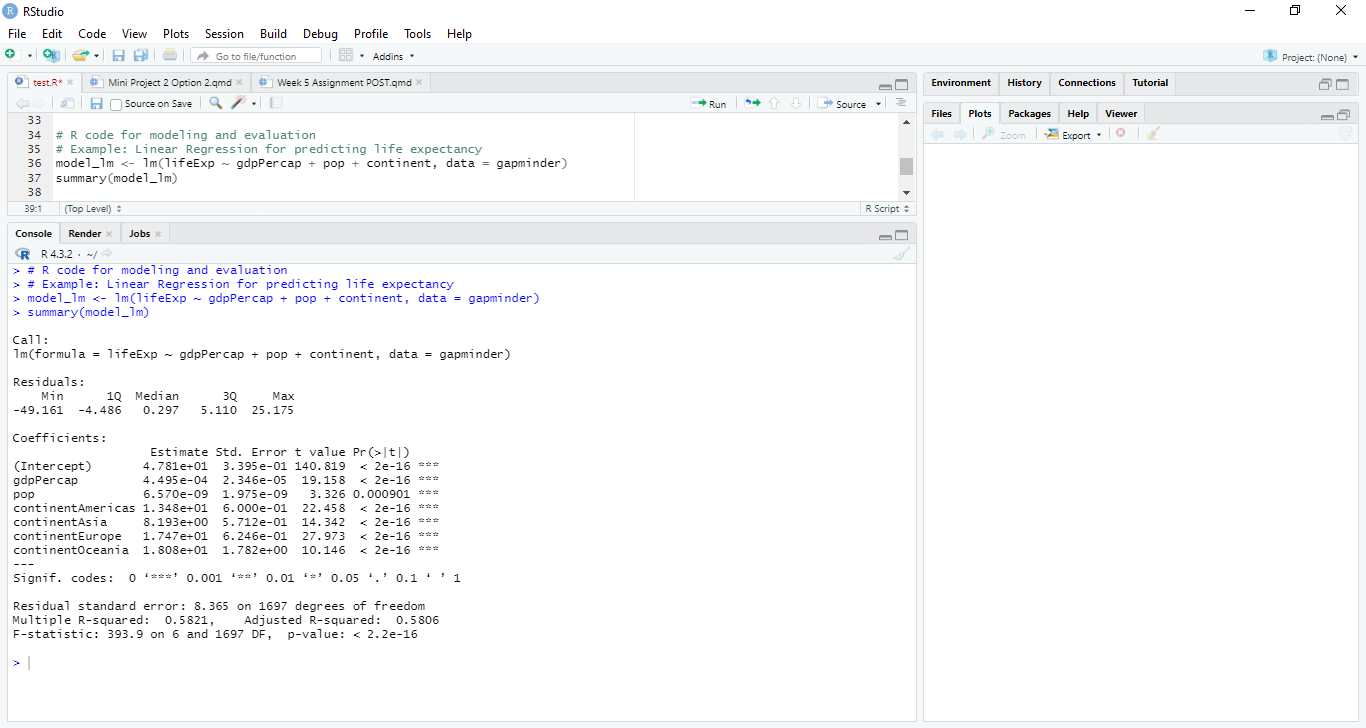 RStudio
File Edit Code View Plots Session Build Debug Profile Tools Help
Go to file/function Addins Project: (None)
test.R* Mini Project 2 Option 2.qmd Week 5 Assignment POST.qmd
Source on Save Run Source
33
34 # R code for modeling and evaluation
35 # Example: Linear Regression for predicting life expectancy
36 model_lm <- lm(lifeExp ~ gdpPercap + pop + continent, data = gapminder)
37 summary(model_lm)
38
39:1 (Top Level) R Script
Console Render Jobs
R 4.3.2 · ~/
> # R code for modeling and evaluation
> # Example: Linear Regression for predicting life expectancy
> model_lm <- lm(lifeExp ~ gdpPercap + pop + continent, data = gapminder)
> summary(model_lm)
Call:
lm(formula = lifeExp ~ gdpPercap + pop + continent, data = gapminder)
Residuals:
Min 1Q Median 3Q Max
-49.161 -4.486 0.297 5.110 25.175
Coefficients:
Estimate Std. Error t value Pr(>|t|)
(Intercept) 4.781e+01 3.395e-01 140.819 < 2e-16 ***
gdpPercap 4.495e-04 2.346e-05 19.158 < 2e-16 ***
pop 6.570e-09 1.975e-09 3.326 0.000901 ***
continentAmericas 1.348e+01 6.000e-01 22.458 < 2e-16 ***
continentAsia 8.193e+00 5.712e-01 14.342 < 2e-16 ***
continentEurope 1.747e+01 6.246e-01 27.973 < 2e-16 ***
continentOceania 1.808e+01 1.782e+00 10.146 < 2e-16 ***
---
Signif. codes: 0 ‘***’ 0.001 ‘**’ 0.01 ‘*’ 0.05 ‘.’ 0.1 ‘ ’ 1
Residual standard error: 8.365 on 1697 degrees of freedom
Multiple R-squared: 0.5821, Adjusted R-squared: 0.5806
F-statistic: 393.9 on 6 and 1697 DF, p-value: < 2.2e-16
>
Environment History Connections Tutorial
Files Plots Packages Help Viewer
Zoom Export